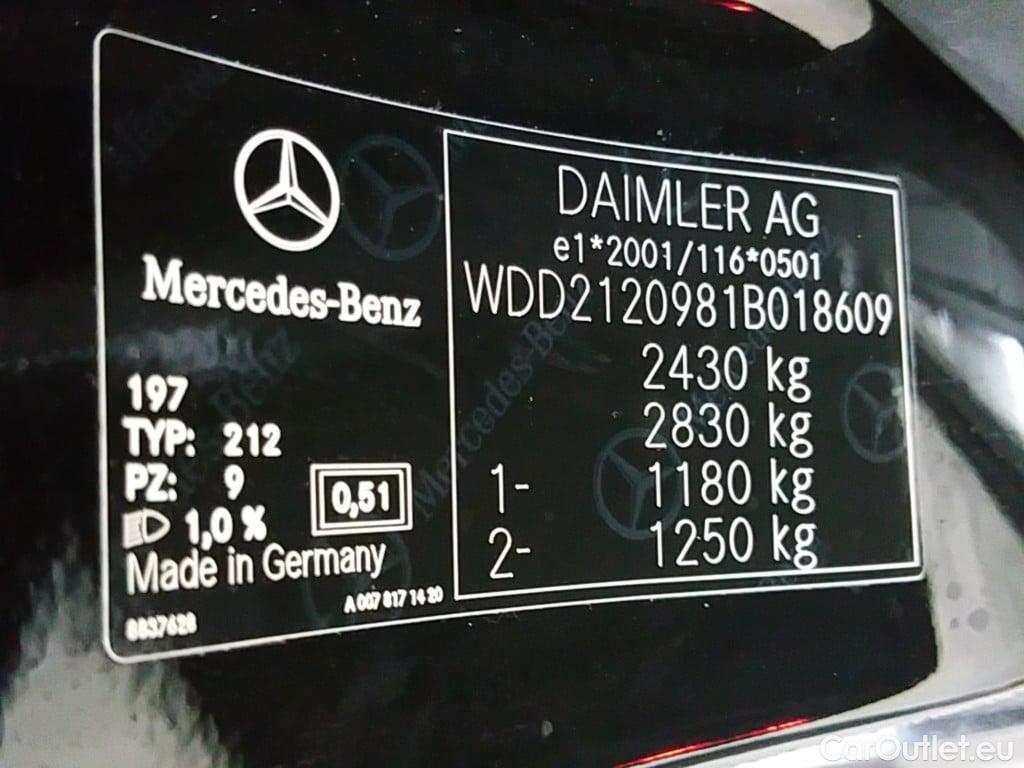 Mercedes-Benz
197
TYP: 212
PZ: 9
1,0 %
0,51
Made in Germany
A 007 817 14 20
8837628
DAIMLER AG
e1*2001/116*0501
WDD2120981B018609
2430 kg
2830 kg
1- 1180 kg
2- 1250 kg
Mercedes-Benz
CarOutlet.eu